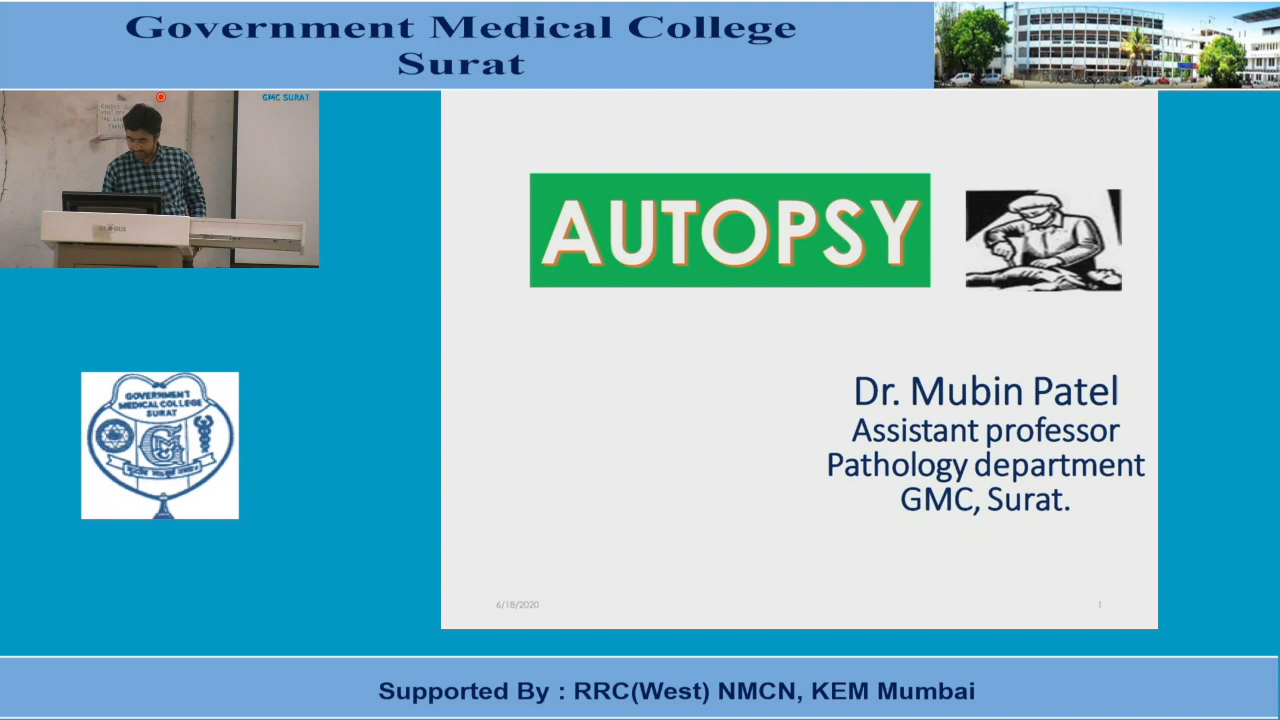 Government Medical College
Surat
GMC SURAT
AUTOPSY
Dr. Mubin Patel
Assistant professor
Pathology department
GMC, Surat.
GOVERNMENT
MEDICAL COLLEGE
SURAT
6/18/2020
1
Supported By : RRC(West) NMCN, KEM Mumbai